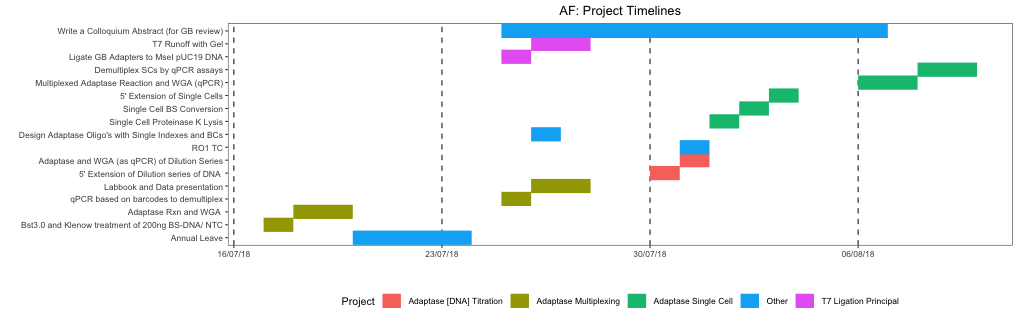 AF: Project Timelines
Write a Colloquium Abstract (for GB review)
T7 Runoff with Gel
Ligate GB Adapters to MseI pUC19 DNA
Demultiplex SCs by qPCR assays
Multiplexed Adaptase Reaction and WGA (qPCR)
5' Extension of Single Cells
Single Cell BS Conversion
Single Cell Proteinase K Lysis
Design Adaptase Oligo's with Single Indexes and BCs
RO1 TC
Adaptase and WGA (as qPCR) of Dilution Series
5' Extension of Dilution series of DNA
Labbook and Data presentation
qPCR based on barcodes to demultiplex
Adaptase Rxn and WGA
Bst3.0 and Klenow treatment of 200ng BS-DNA/ NTC
Annual Leave
16/07/18 23/07/18 30/07/18 06/08/18
Project Adaptase [DNA] Titration Adaptase Multiplexing Adaptase Single Cell Other T7 Ligation Principal